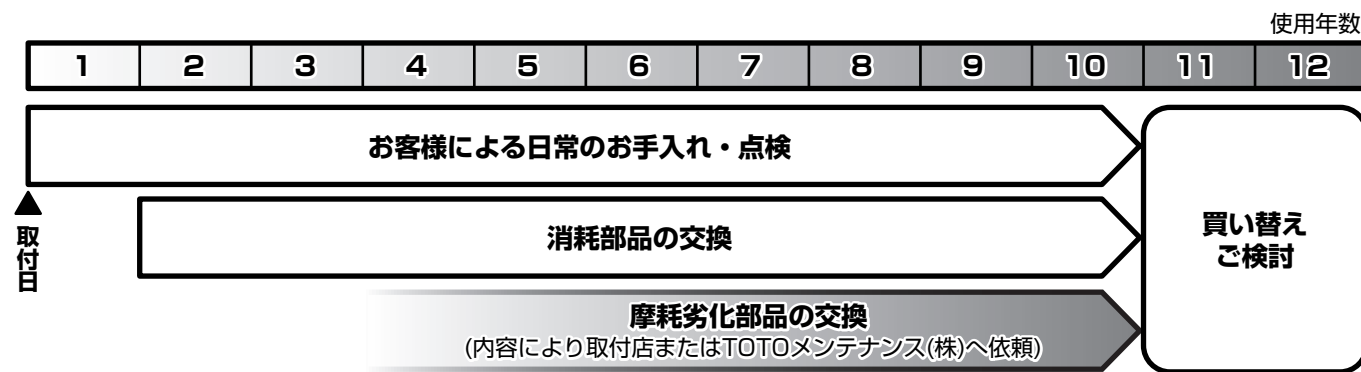 使用年数
1 2 3 4 5 6 7 8 9 10 11 12
お客様による日常のお手入れ・点検
取付日
消耗部品の交換
買い替え
ご検討
摩耗劣化部品の交換
(内容により取付店またはTOTOメンテナンス(株)へ依頼)